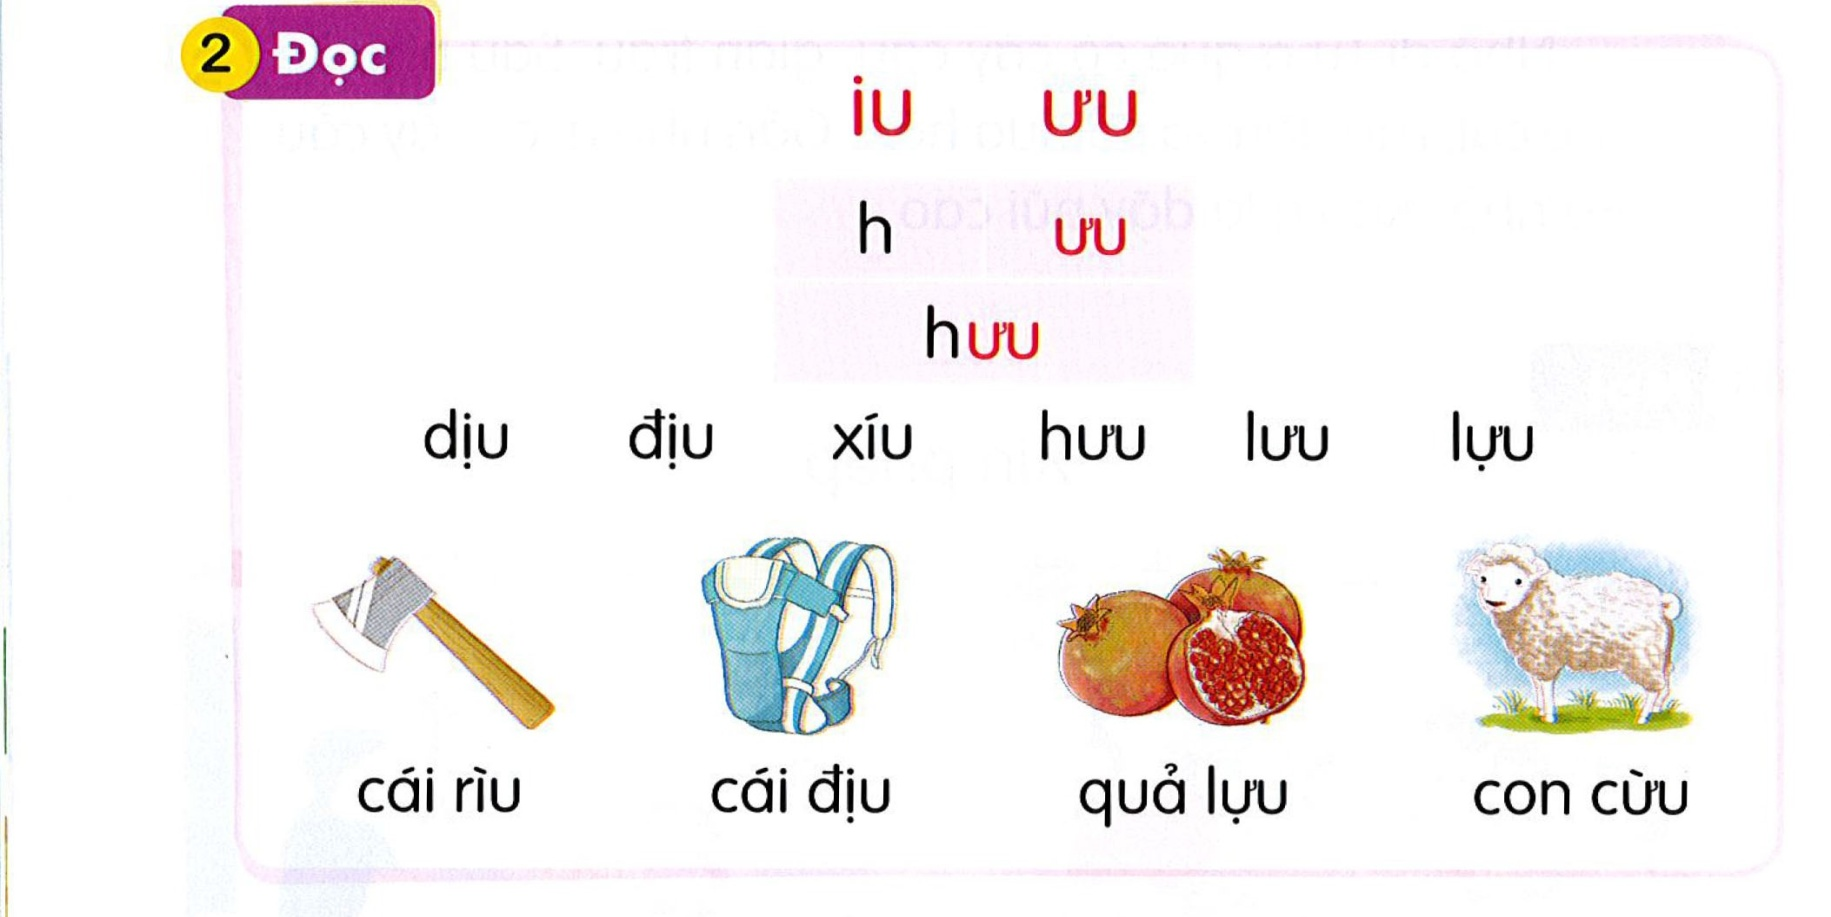 2 Đọc
iu ưu
h ưu
hưu
dịu địu xíu hưu lưu lựu
cái rìu cái địu quả lựu con cừu